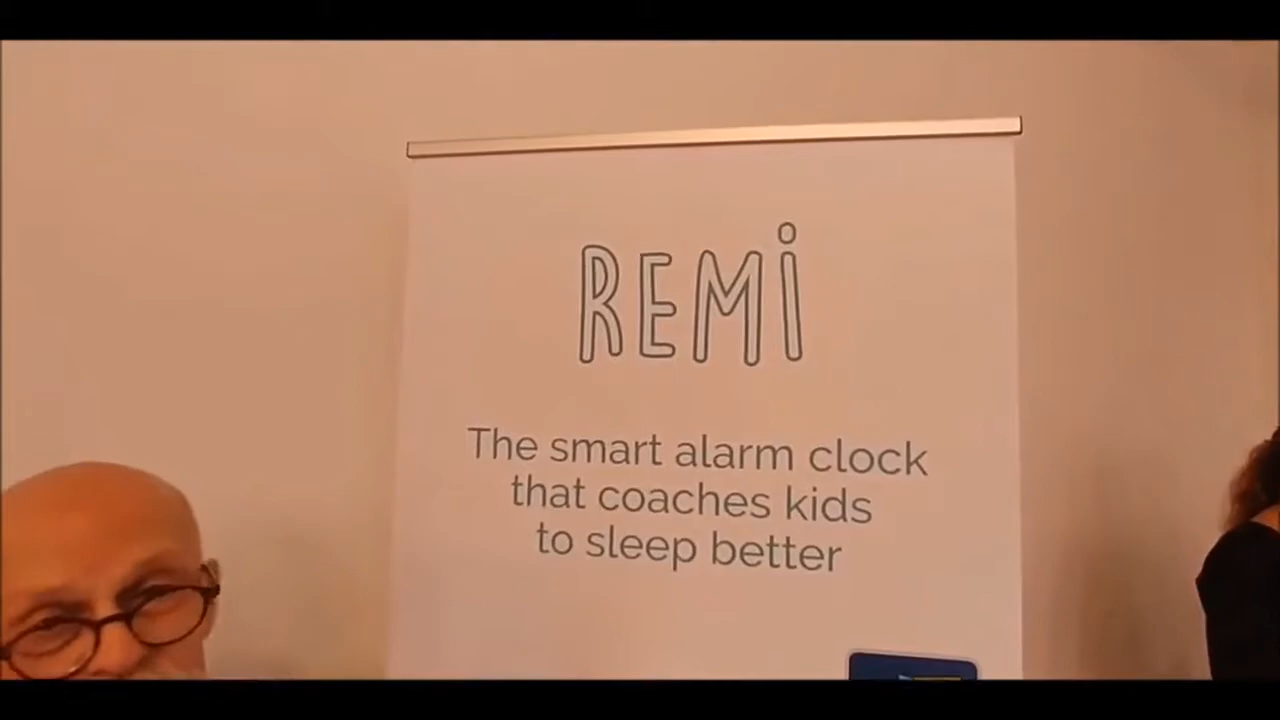 REMi
The smart alarm clock
that coaches kids
to sleep better